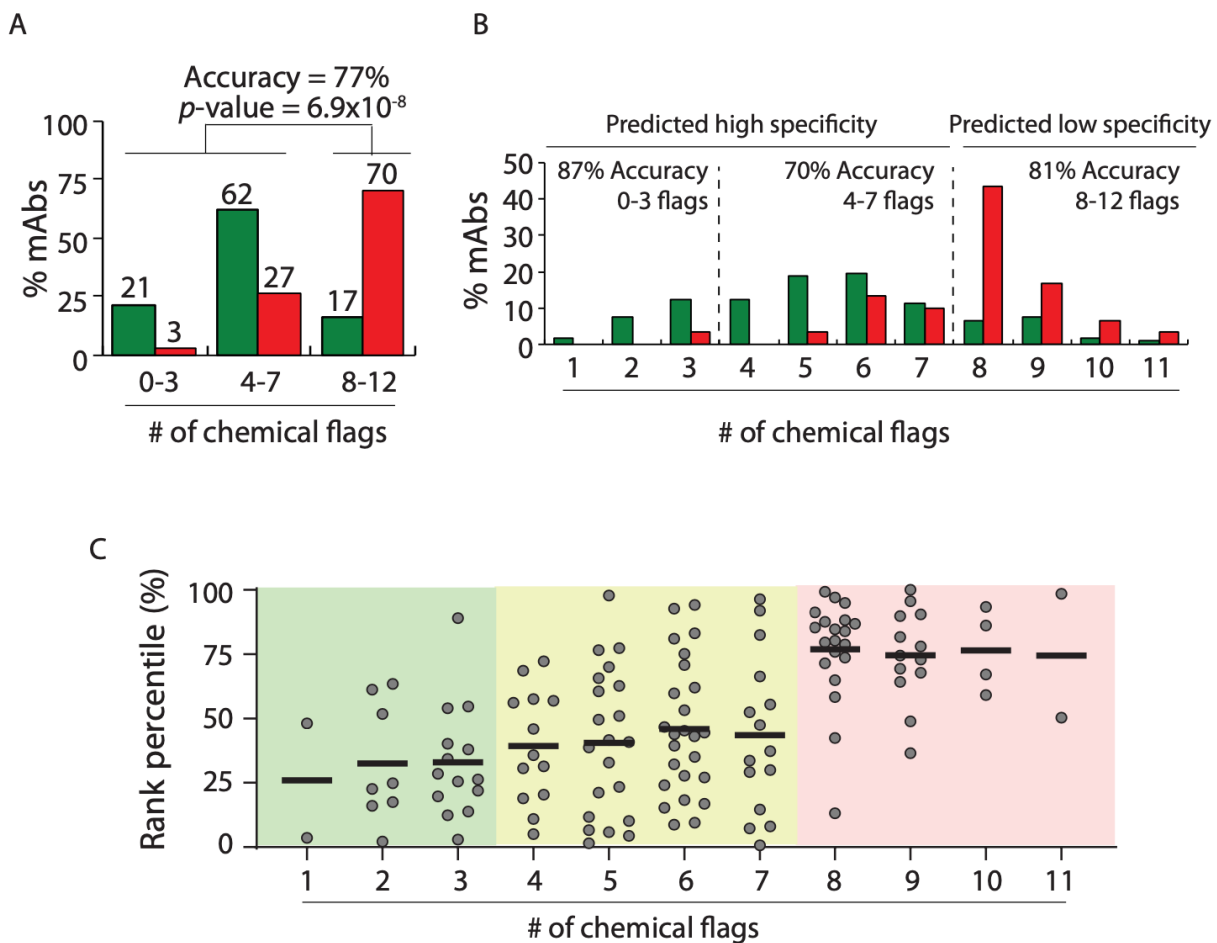 A
Accuracy = 77%
p-value = 6.9x10-8
% mAbs
100
75
50
25
0
21
3
62
27
17
70
0-3
4-7
8-12
# of chemical flags
B
Predicted high specificity
Predicted low specificity
% mAbs
50
40
30
20
10
0
87% Accuracy
0-3 flags
70% Accuracy
4-7 flags
81% Accuracy
8-12 flags
1 2 3 4 5 6 7 8 9 10 11
# of chemical flags
C
Rank percentile (%)
100
75
50
25
0
1 2 3 4 5 6 7 8 9 10 11
# of chemical flags